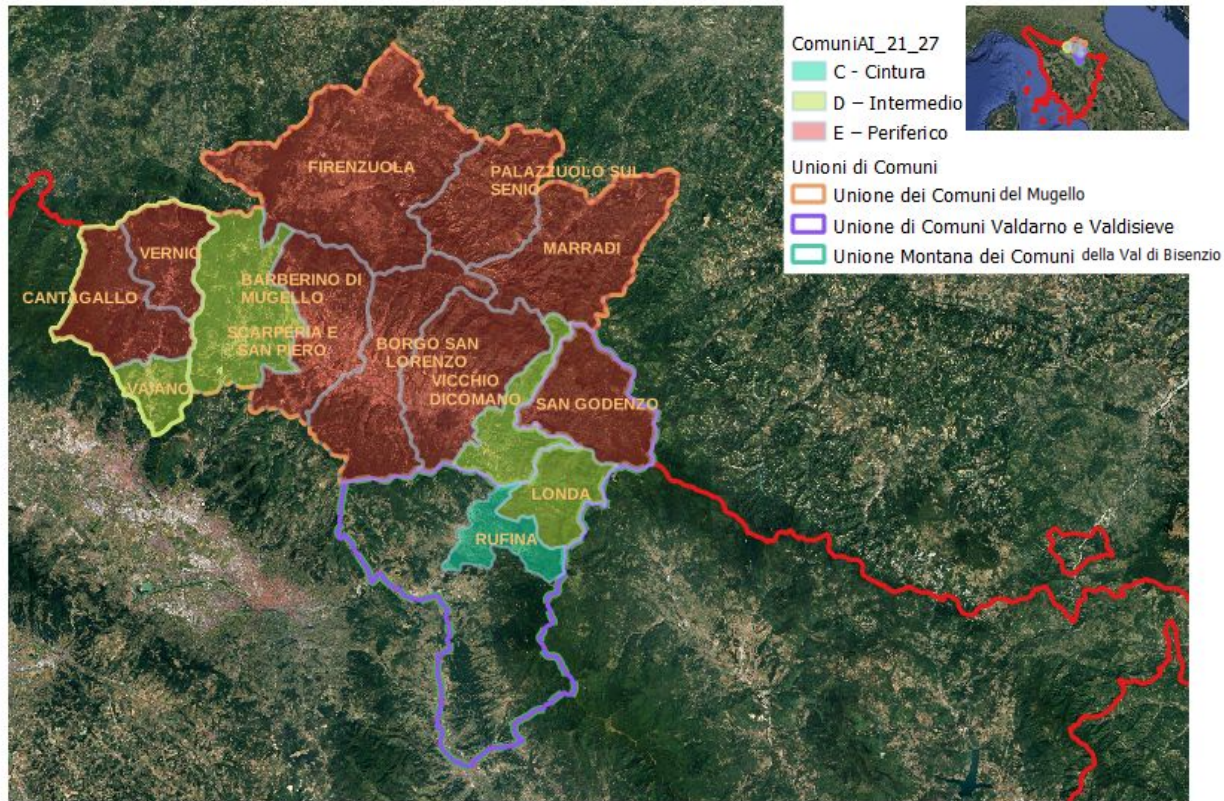 ComuniAI_21_27
C - Cintura
D – Intermedio
E – Periferico
Unioni di Comuni
Unione dei Comuni del Mugello
Unione di Comuni Valdarno e Valdisieve
Unione Montana dei Comuni della Val di Bisenzio
FIRENZUOLA
PALAZZUOLO SUL
SENIO
MARRADI
VERNIO
CANTAGALLO
BARBERINO DI
MUGELLO
SCARPERIA E
SAN PIERO
VAIANO
BORGO SAN
LORENZO
VICCHIO
DICOMANO
SAN GODENZO
LONDA
RUFINA